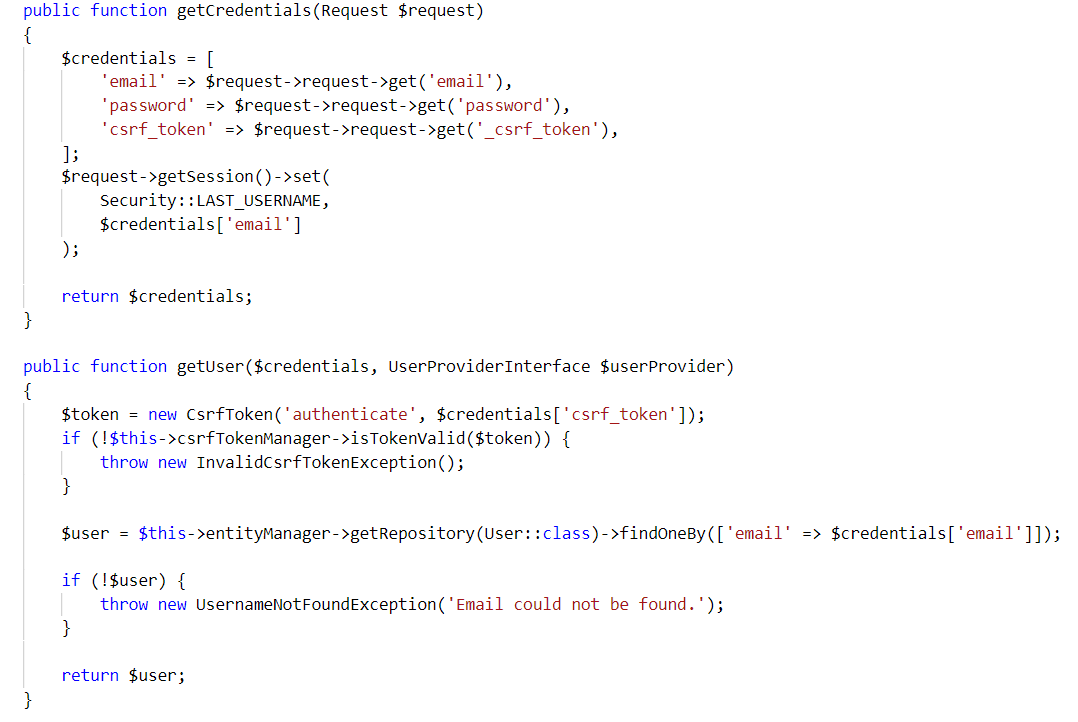 public function getCredentials(Request $request)
{
    $credentials = [
        'email' => $request->request->get('email'),
        'password' => $request->request->get('password'),
        'csrf_token' => $request->request->get('_csrf_token'),
    ];
    $request->getSession()->set(
        Security::LAST_USERNAME,
        $credentials['email']
    );

    return $credentials;
}

public function getUser($credentials, UserProviderInterface $userProvider)
{
    $token = new CsrfToken('authenticate', $credentials['csrf_token']);
    if (!$this->csrfTokenManager->isTokenValid($token)) {
        throw new InvalidCsrfTokenException();
    }

    $user = $this->entityManager->getRepository(User::class)->findOneBy(['email' => $credentials['email']]);

    if (!$user) {
        throw new UsernameNotFoundException('Email could not be found.');
    }

    return $user;
}